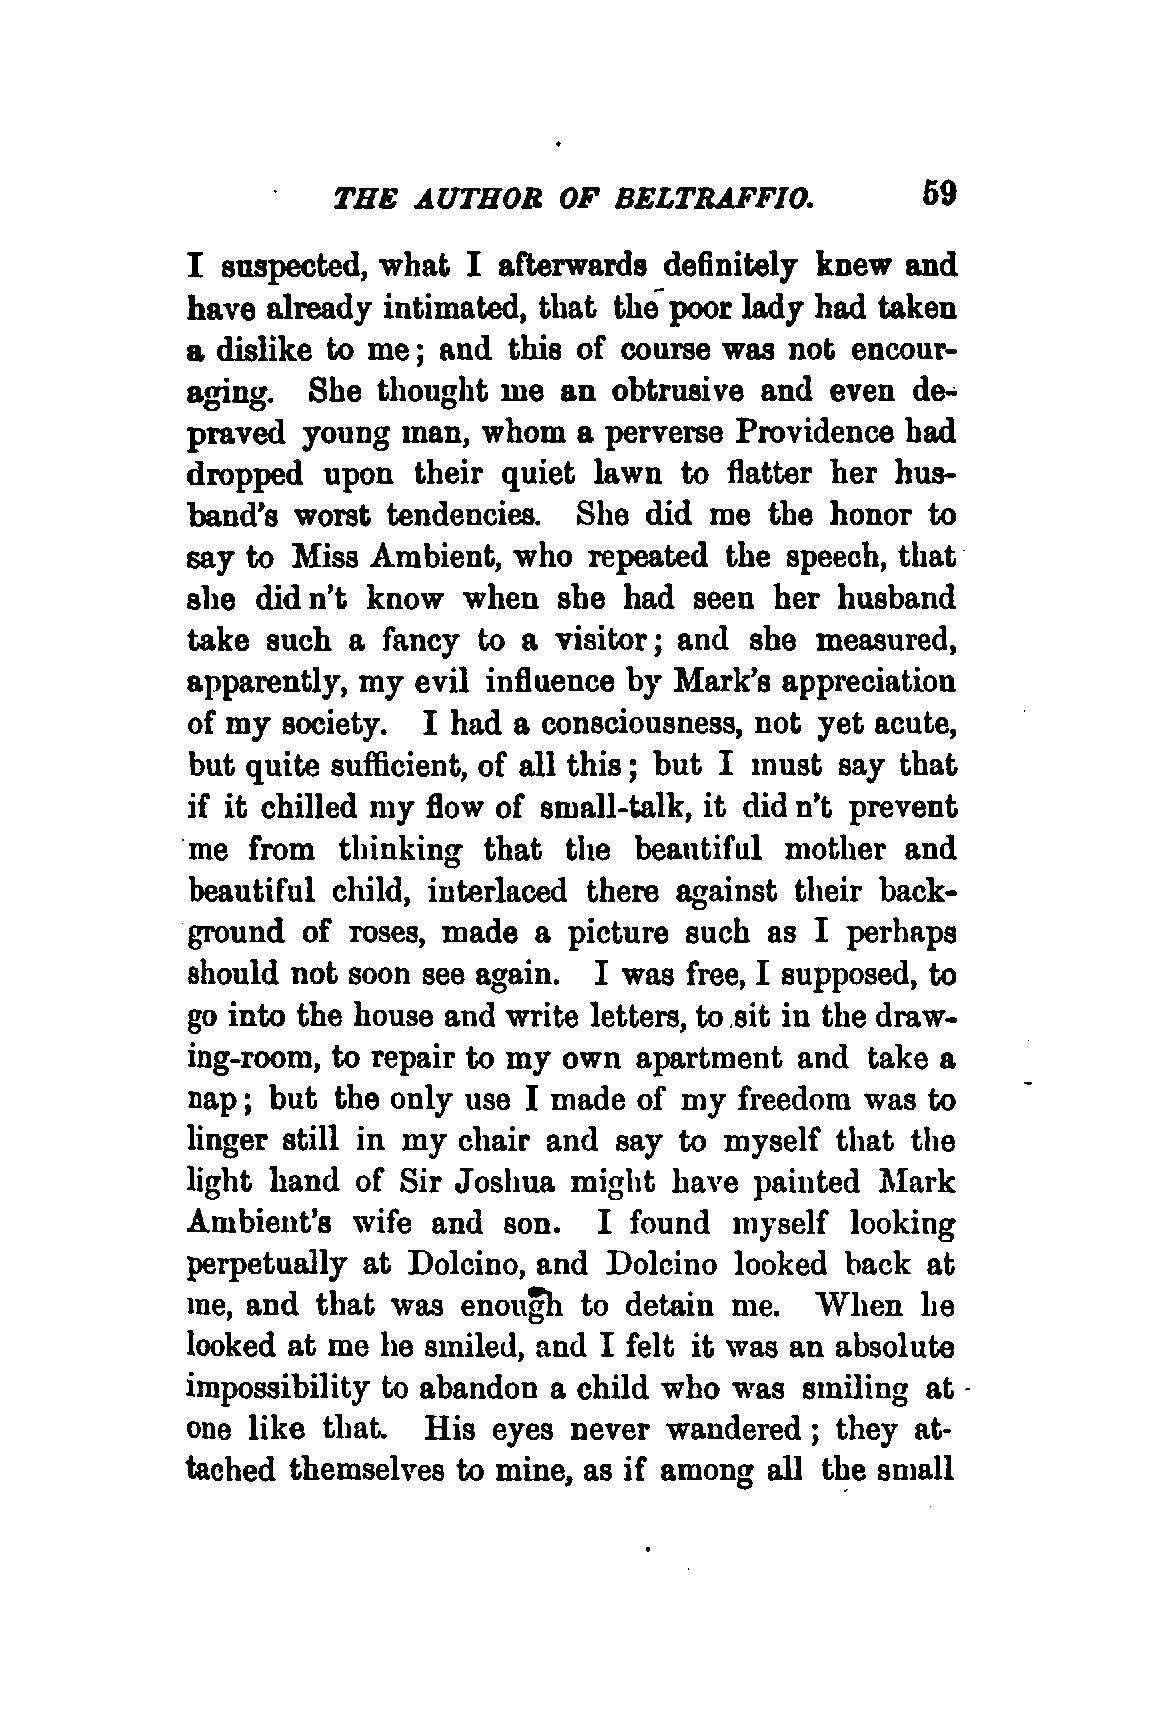 THE AUTHOR OF BELTRAFFIO. 59
I suspected, what I afterwards definitely knew and
have already intimated, that the poor lady had taken
a dislike to me; and this of course was not encour-
aging. She thought me an obtrusive and even de-
praved young man, whom a perverse Providence had
dropped upon their quiet lawn to flatter her hus-
band's worst tendencies. She did me the honor to
say to Miss Ambient, who repeated the speech, that
she did n't know when she had seen her husband
take such a fancy to a visitor; and she measured,
apparently, my evil influence by Mark's appreciation
of my society. I had a consciousness, not yet acute,
but quite sufficient, of all this; but I must say that
if it chilled my flow of small-talk, it did n't prevent
me from thinking that the beautiful mother and
beautiful child, interlaced there against their back-
ground of roses, made a picture such as I perhaps
should not soon see again. I was free, I supposed, to
go into the house and write letters, to sit in the draw-
ing-room, to repair to my own apartment and take a
nap; but the only use I made of my freedom was to
linger still in my chair and say to myself that the
light hand of Sir Joshua might have painted Mark
Ambient's wife and son. I found myself looking
perpetually at Dolcino, and Dolcino looked back at
me, and that was enough to detain me. When he
looked at me he smiled, and I felt it was an absolute
impossibility to abandon a child who was smiling at
one like that. His eyes never wandered; they at-
tached themselves to mine, as if among all the small